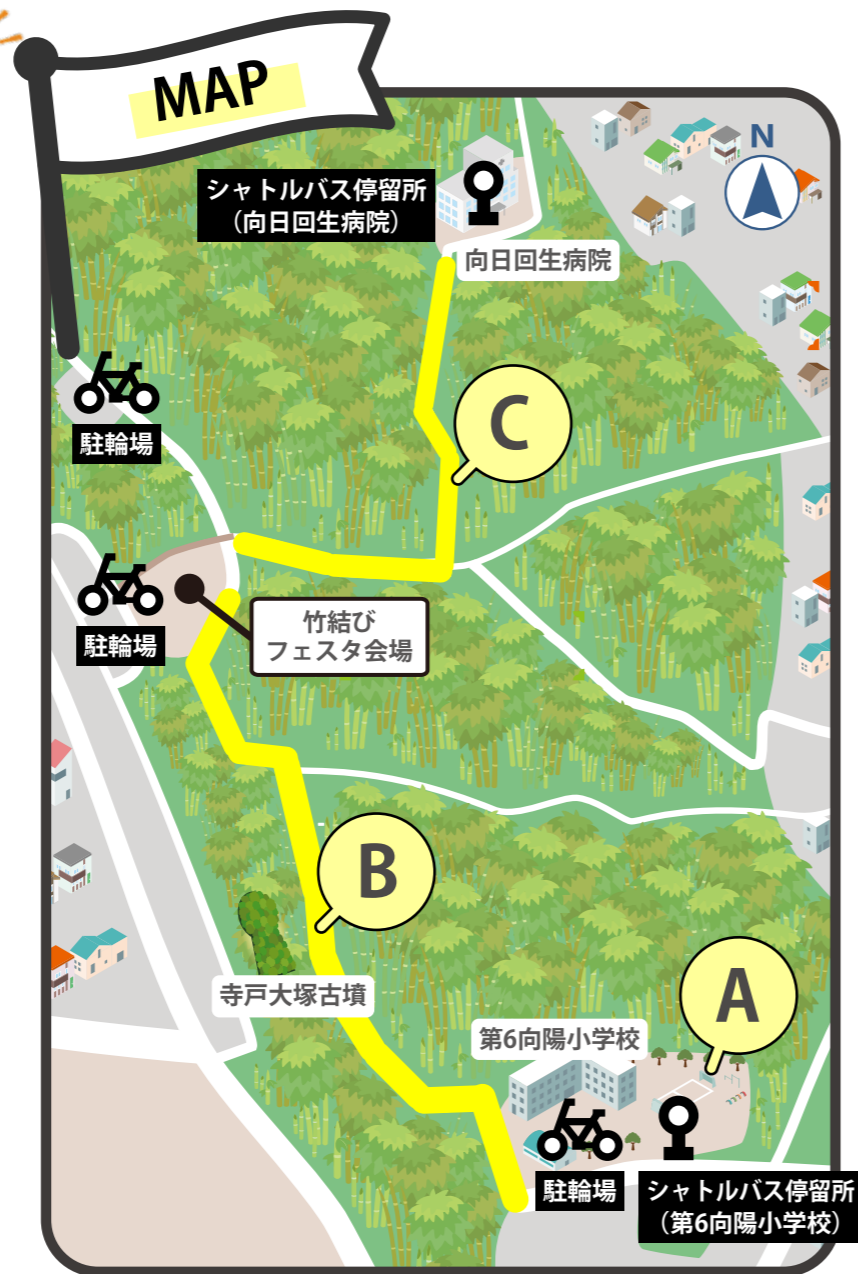 MAP
N
シャトルバス停留所
（向日回生病院）
向日回生病院
駐輪場
C
駐輪場
竹結び
フェスタ会場
B
寺戸大塚古墳
A
第6向陽小学校
駐輪場
シャトルバス停留所
（第6向陽小学校）